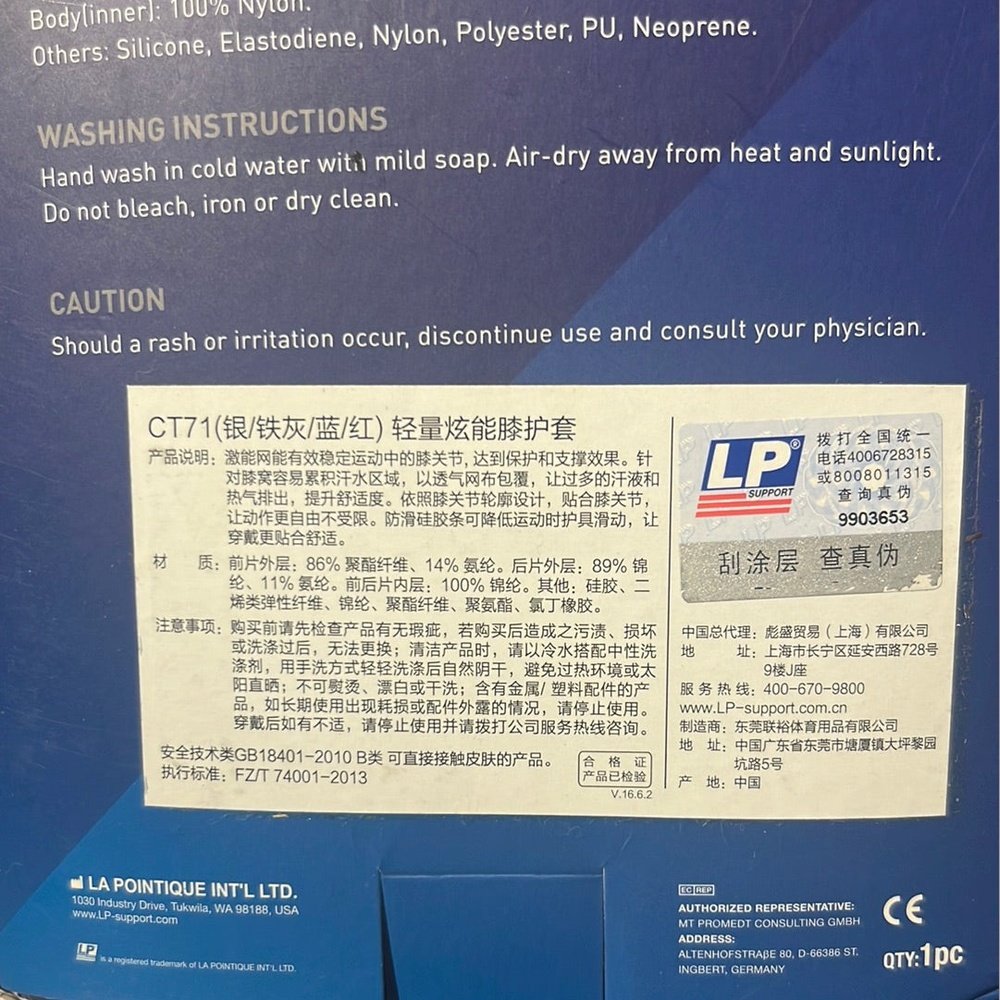 Body(inner): 100% Nylon.
Others: Silicone, Elastodiene, Nylon, Polyester, PU, Neoprene.
WASHING INSTRUCTIONS
Hand wash in cold water with mild soap. Air-dry away from heat and sunlight.
Do not bleach, iron or dry clean.
CAUTION
Should a rash or irritation occur, discontinue use and consult your physician.
CT71(银/铁灰/蓝/红) 轻量炫能膝护套
产品说明：激能网能有效稳定运动中的膝关节，达到保护和支撑效果。针
对膝窝容易累积汗水区域，以透气网布包覆，让过多的汗液和
热气排出，提升舒适度。依照膝关节轮廓设计，贴合膝关节，
让动作更自由不受限。防滑硅胶条可降低运动时护具滑动，让
穿戴更贴合舒适。
材 质：前片外层：86% 聚酯纤维、14% 氨纶。后片外层：89% 锦
纶、11% 氨纶。前后片内层：100% 锦纶。其他：硅胶、二
烯类弹性纤维、锦纶、聚酯纤维、聚氨酯、氯丁橡胶。
注意事项：购买前请先检查产品有无瑕疵，若购买后造成之污渍、损坏
或洗涤过后，无法更换；清洁产品时，请以冷水搭配中性洗
涤剂，用手洗方式轻轻洗涤后自然阴干，避免过热环境或太
阳直晒；不可熨烫、漂白或干洗；含有金属/ 塑料配件的产
品，如长期使用出现耗损或配件外露的情况，请停止使用。
穿戴后如有不适，请停止使用并请拨打公司服务热线咨询。
安全技术类GB18401-2010 B类 可直接接触皮肤的产品。
执行标准：FZ/T 74001-2013
合 格 证
产品已检验
V.16.6.2
LP®
SUPPORT
拨打全国统一
电话4006728315
或8008011315
查询真伪
9903653
刮涂层 查真伪
中国总代理：彪盛贸易（上海）有限公司
地 址：上海市长宁区延安西路728号
9楼J座
服务热线：400-670-9800
www.LP-support.com.cn
制造商：东莞联裕体育用品有限公司
地 址：中国广东省东莞市塘厦镇大坪黎园
坑路5号
产 地：中国
LA POINTIQUE INT'L LTD.
1030 Industry Drive, Tukwila, WA 98188, USA
www.LP-support.com
LP is a registered trademark of LA POINTIQUE INT'L LTD.
EC REP
AUTHORIZED REPRESENTATIVE:
MT PROMEDT CONSULTING GMBH
ADDRESS:
ALTENHOFSTRAßE 80, D-66386 ST.
INGBERT, GERMANY
CE
QTY:1pc